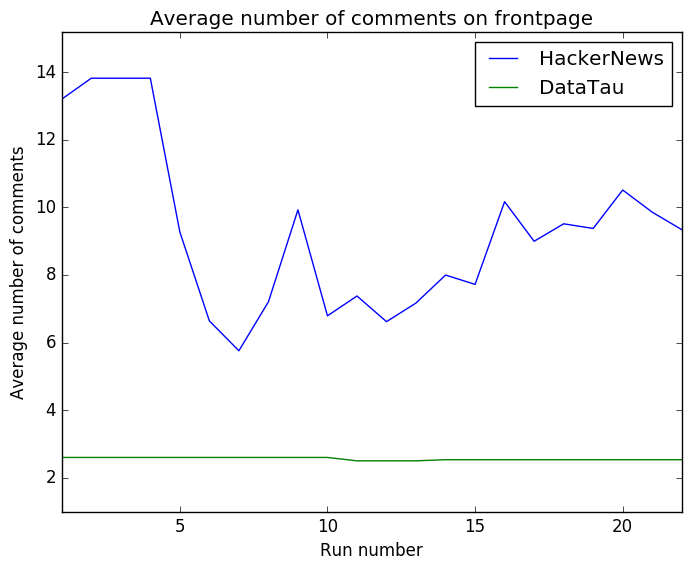 Average number of comments on frontpage
HackerNews
DataTau
14
12
10
8
6
4
2
Average number of comments
5 10 15 20
Run number